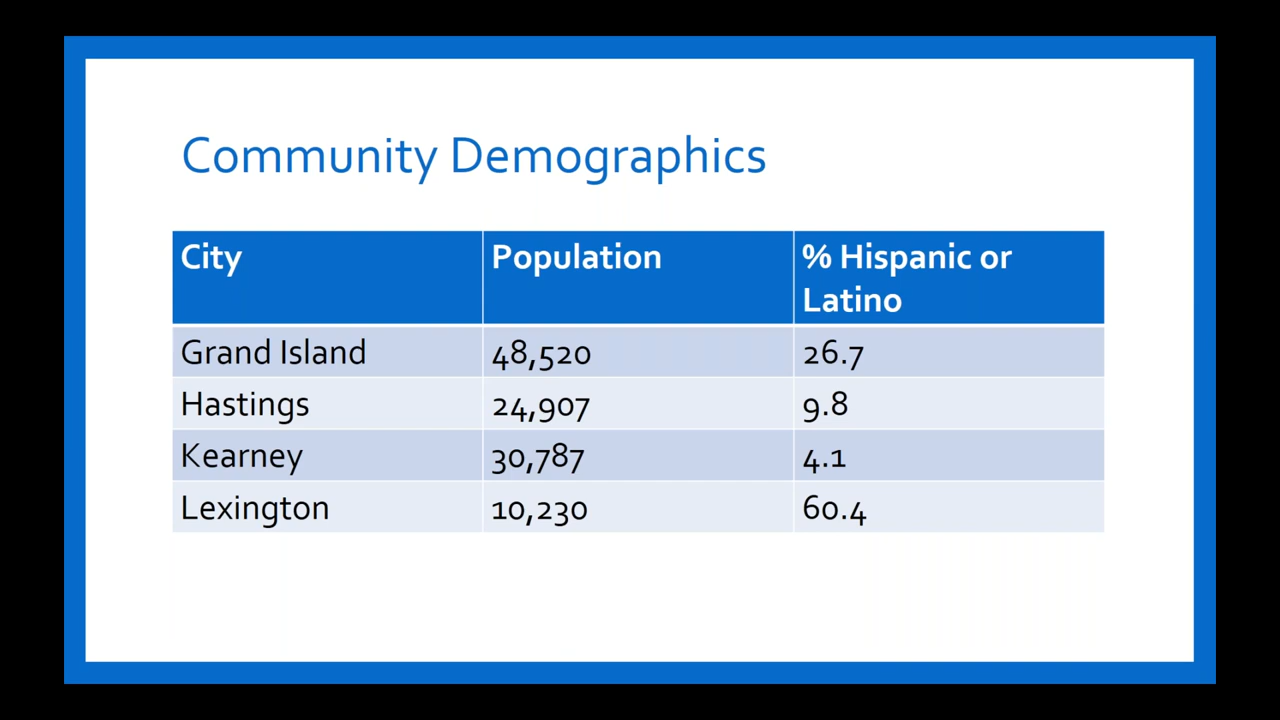 Community Demographics
City Population % Hispanic or
Latino
Grand Island 48,520 26.7
Hastings 24,907 9.8
Kearney 30,787 4.1
Lexington 10,230 60.4